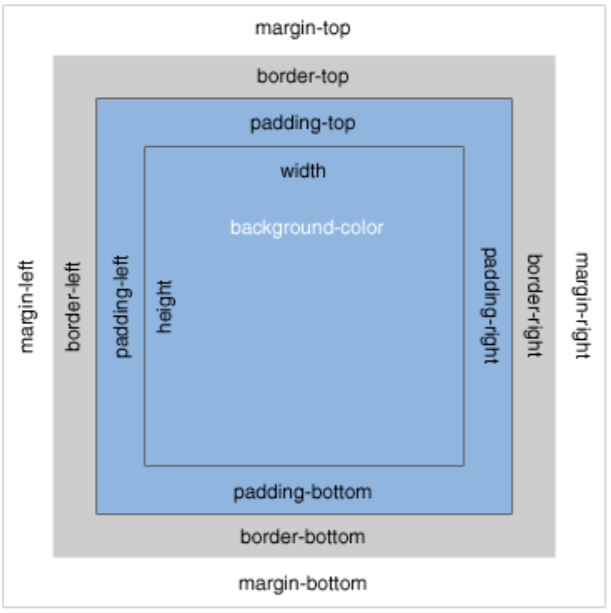 margin-top
border-top
padding-top
width
background-color
margin-left
border-left
padding-left
height
padding-right
border-right
margin-right
padding-bottom
border-bottom
margin-bottom